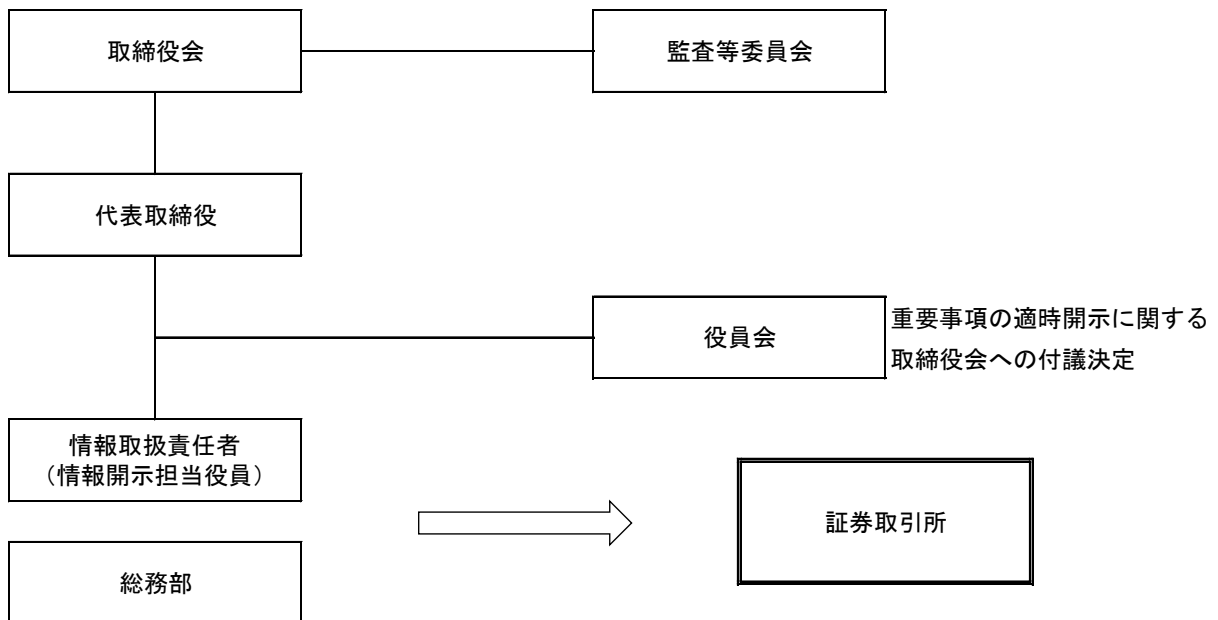 取締役会
監査等委員会
代表取締役
役員会
重要事項の適時開示に関する
取締役会への付議決定
情報取扱責任者
（情報開示担当役員）
証券取引所
総務部